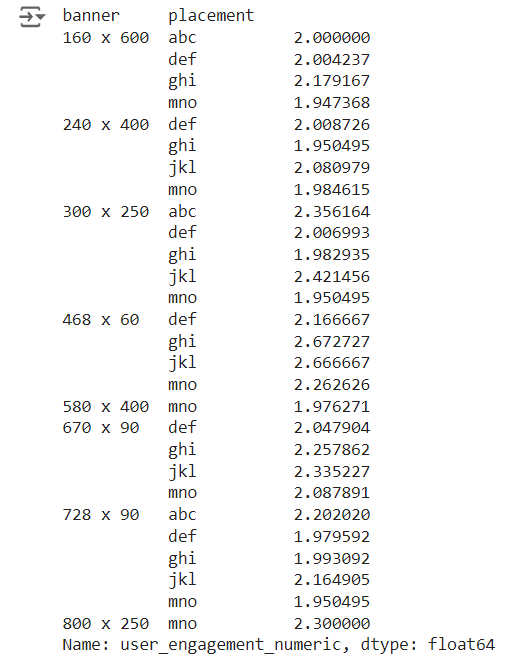 banner     placement
160 x 600  abc          2.000000
           def          2.004237
           ghi          2.179167
           mno          1.947368
240 x 400  def          2.008726
           ghi          1.950495
           jkl          2.080979
           mno          1.984615
300 x 250  abc          2.356164
           def          2.006993
           ghi          1.982935
           jkl          2.421456
           mno          1.950495
468 x 60   def          2.166667
           ghi          2.672727
           jkl          2.666667
           mno          2.262626
580 x 400  mno          1.976271
670 x 90   def          2.047904
           ghi          2.257862
           jkl          2.335227
           mno          2.087891
728 x 90   abc          2.202020
           def          1.979592
           ghi          1.993092
           jkl          2.164905
           mno          1.950495
800 x 250  mno          2.300000
Name: user_engagement_numeric, dtype: float64